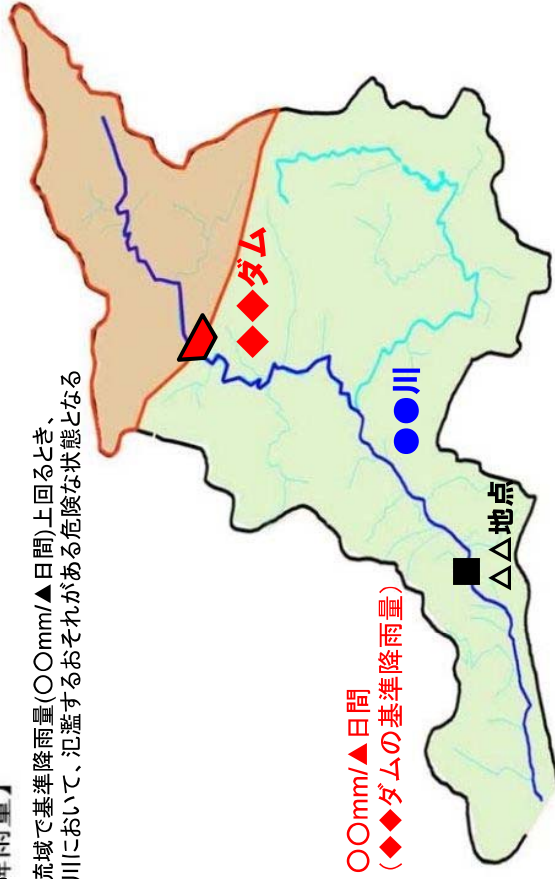 降雨量】
流域で基準降雨量(〇〇mm/▲日間)上回るとき、
川において、氾濫するおそれがある危険な状態となる
◆◆ダム
●●川
△△地点
〇〇mm/▲日間
(◆◆ダムの基準降雨量)